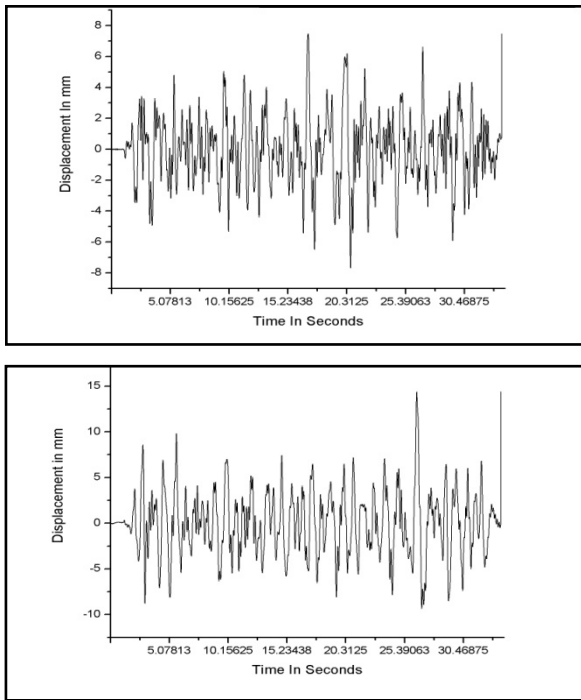 8
6
4
2
0
-2
-4
-6
-8
Displacement In mm
5.07813 10.15625 15.23438 20.3125 25.39063 30.46875
Time In Seconds
15
10
5
0
-5
-10
Displacement in mm
5.07813 10.15625 15.23438 20.3125 25.39063 30.46875
Time In Seconds